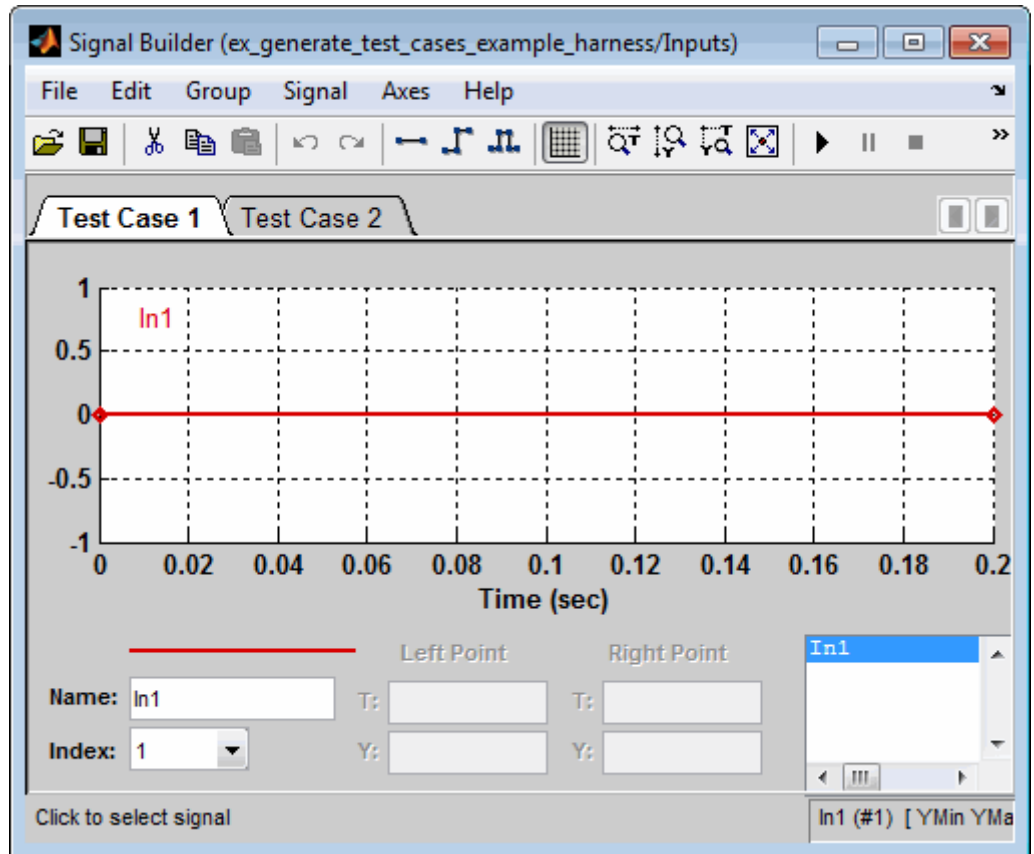 Signal Builder (ex_generate_test_cases_example_harness/Inputs)
File Edit Group Signal Axes Help
Test Case 1 Test Case 2
1
In1
0.5
0
-0.5
-1
0 0.02 0.04 0.06 0.08 0.1 0.12 0.14 0.16 0.18 0.2
Time (sec)
Left Point Right Point In1
Name: In1 T: T:
Index: 1 Y: Y:
Click to select signal In1 (#1) [ YMin YMa